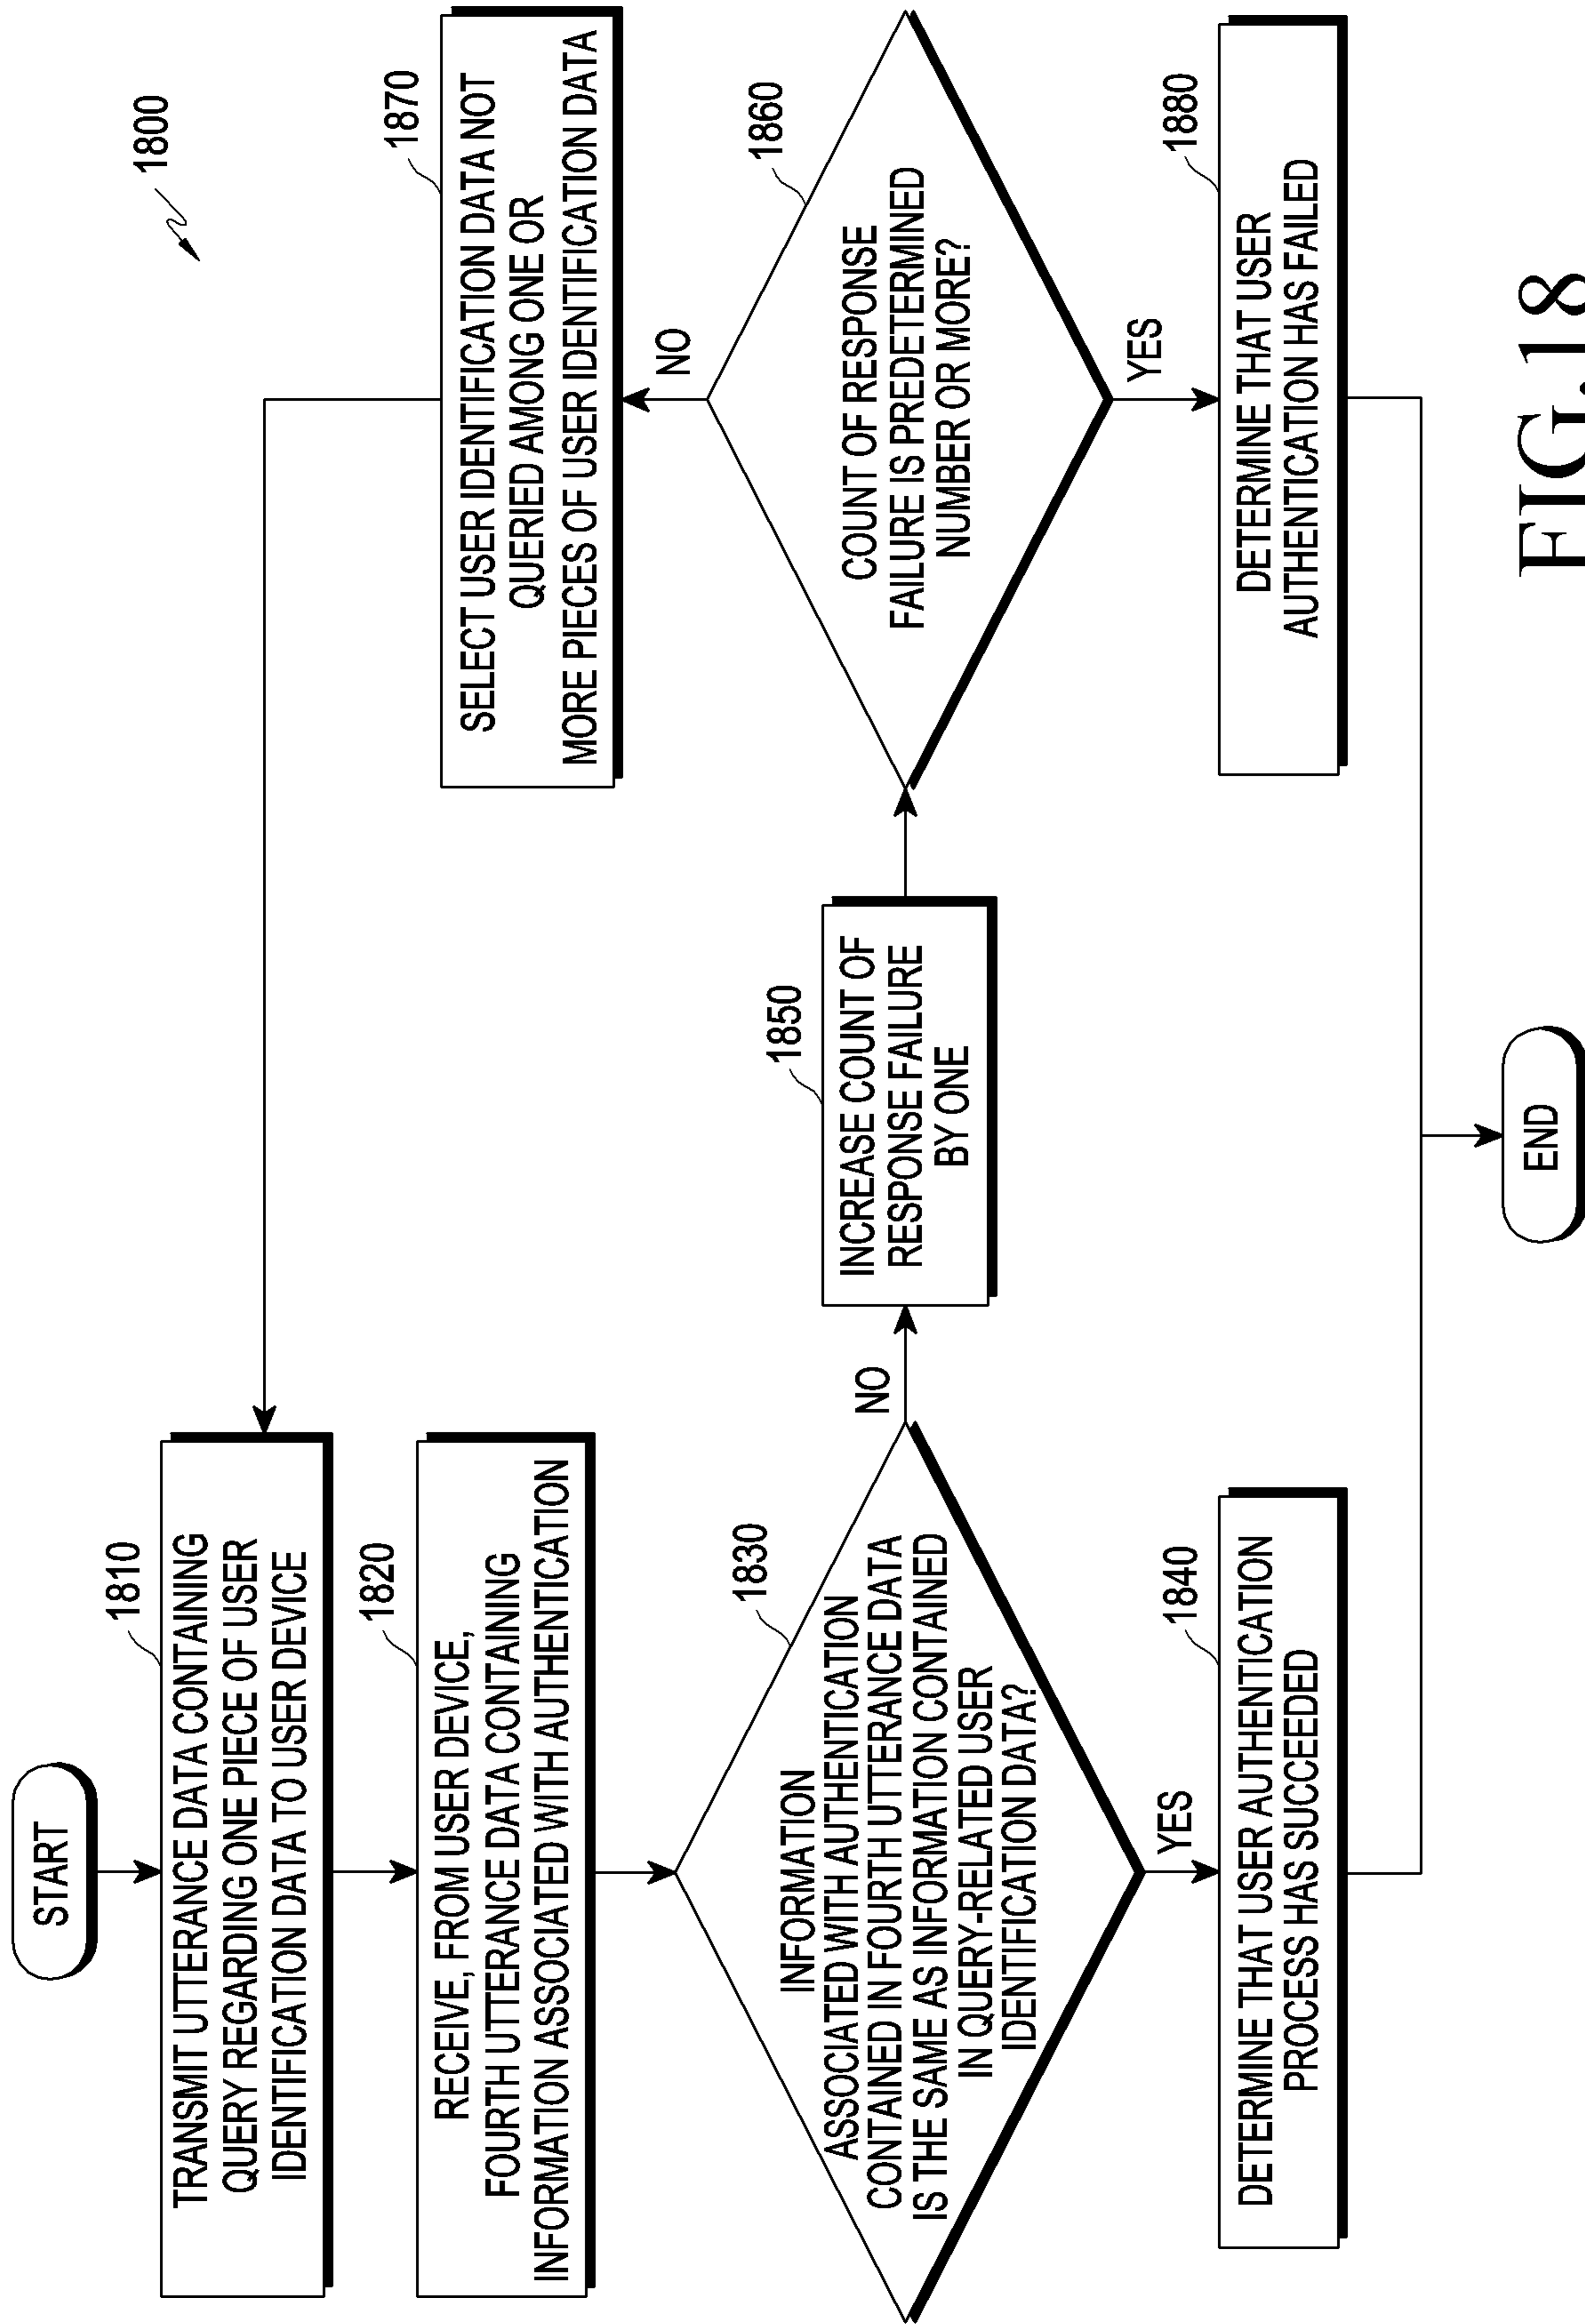 1800
START
1810
TRANSMIT UTTERANCE DATA CONTAINING
QUERY REGARDING ONE PIECE OF USER
IDENTIFICATION DATA TO USER DEVICE
1820
RECEIVE, FROM USER DEVICE,
FOURTH UTTERANCE DATA CONTAINING
INFORMATION ASSOCIATED WITH AUTHENTICATION
1830
INFORMATION
ASSOCIATED WITH AUTHENTICATION
CONTAINED IN FOURTH UTTERANCE DATA
IS THE SAME AS INFORMATION CONTAINED
IN QUERY-RELATED USER
IDENTIFICATION DATA?
YES
1840
DETERMINE THAT USER AUTHENTICATION
PROCESS HAS SUCCEEDED
NO
1850
INCREASE COUNT OF
RESPONSE FAILURE
BY ONE
1860
COUNT OF RESPONSE
FAILURE IS PREDETERMINED
NUMBER OR MORE?
NO
1870
SELECT USER IDENTIFICATION DATA NOT
QUERIED AMONG ONE OR
MORE PIECES OF USER IDENTIFICATION DATA
YES
1880
DETERMINE THAT USER
AUTHENTICATION HAS FAILED
END
FIG.18